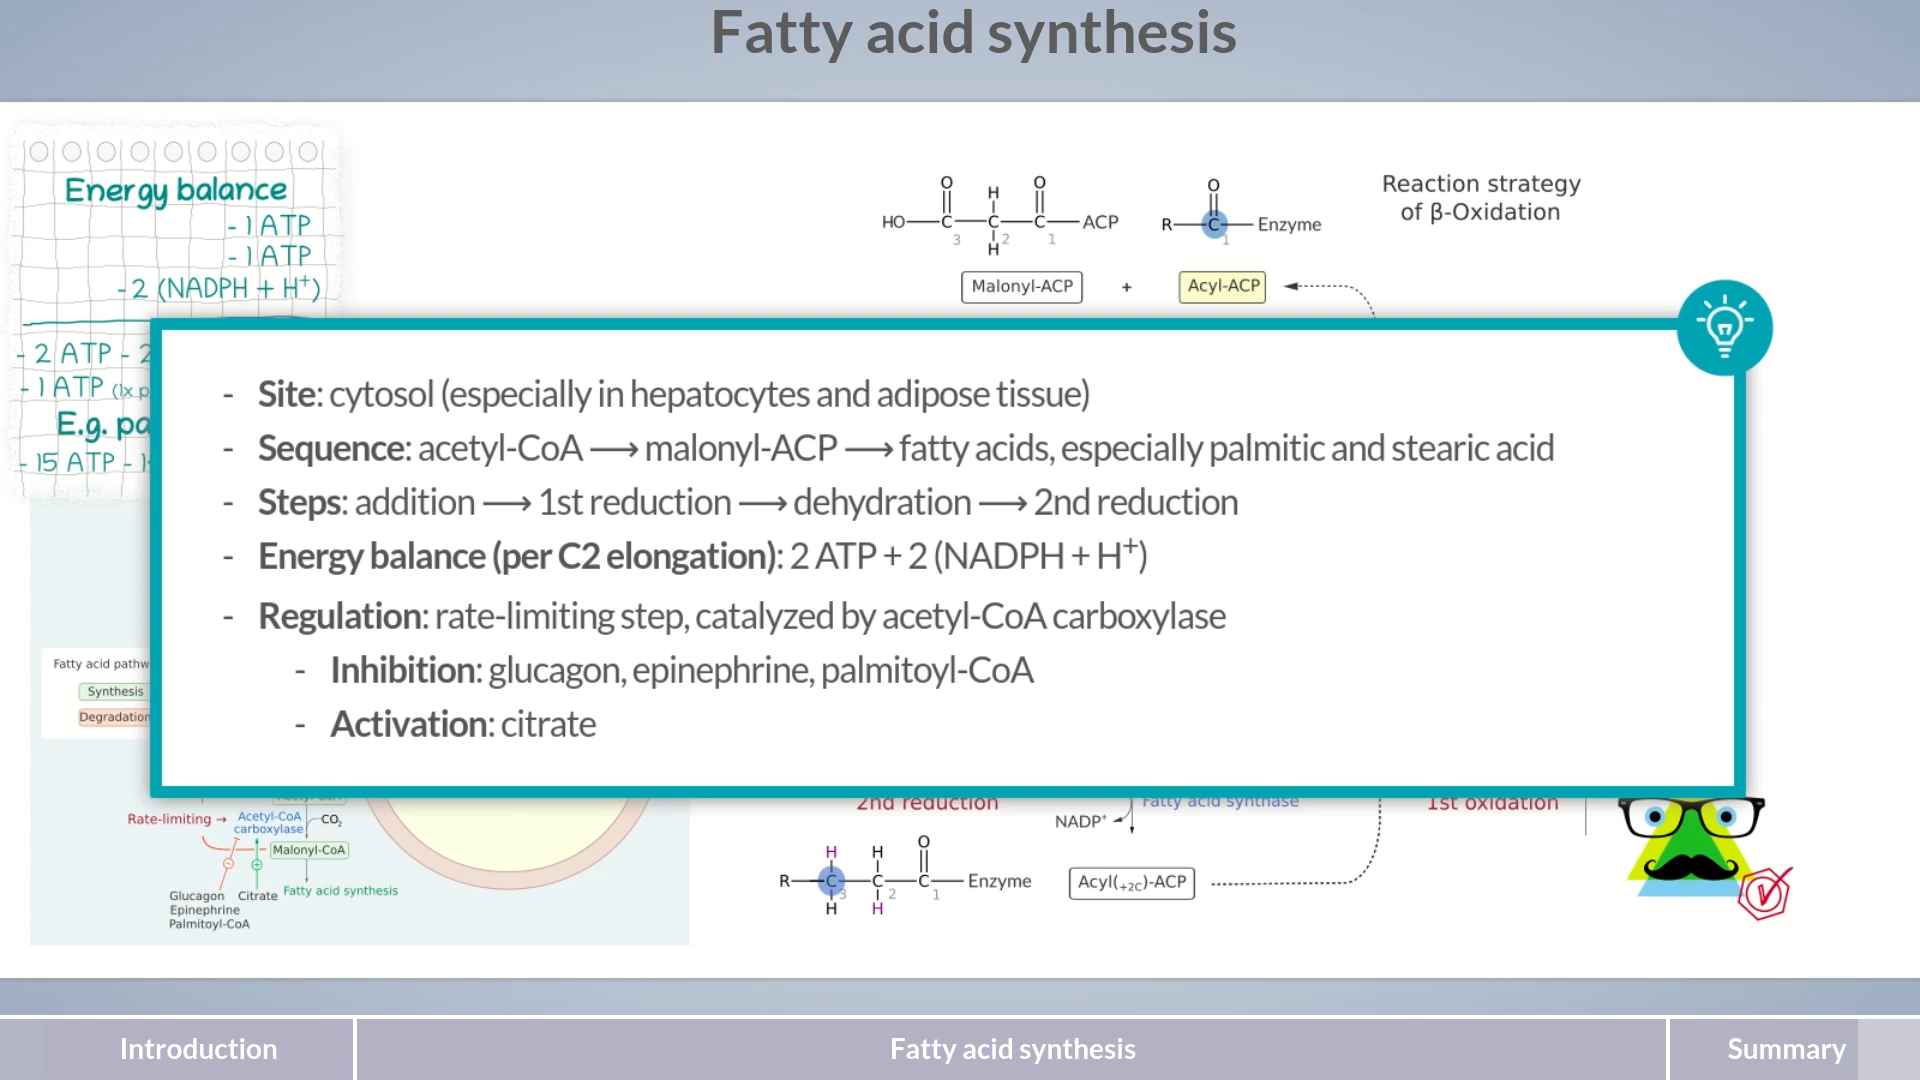 Fatty acid synthesis
Energy balance
- 1 ATP
- 1 ATP
- 2 (NADPH + H⁺)
- 2 ATP - 2
- 1 ATP (1x p
E.g. pa
- 15 ATP - 1
O H O
HO C C C ACP
3 2 1
H
Malonyl-ACP + Acyl-ACP
O
R C Enzyme
1
Reaction strategy
of β-Oxidation
- Site: cytosol (especially in hepatocytes and adipose tissue)
- Sequence: acetyl-CoA ⟶ malonyl-ACP ⟶ fatty acids, especially palmitic and stearic acid
- Steps: addition ⟶ 1st reduction ⟶ dehydration ⟶ 2nd reduction
- Energy balance (per C2 elongation): 2 ATP + 2 (NADPH + H⁺)
- Regulation: rate-limiting step, catalyzed by acetyl-CoA carboxylase
- Inhibition: glucagon, epinephrine, palmitoyl-CoA
- Activation: citrate
Fatty acid pathw
Synthesis
Degradation
Rate-limiting →
Acetyl-CoA
carboxylase
CO₂
Malonyl-CoA
Fatty acid synthesis
Glucagon
Epinephrine
Palmitoyl-CoA
Citrate
2nd reduction
Fatty acid synthase
NADP⁺
1st oxidation
H H O
R C C C Enzyme
3 2 1
H H
Acyl(₊₂C)-ACP
Introduction
Fatty acid synthesis
Summary